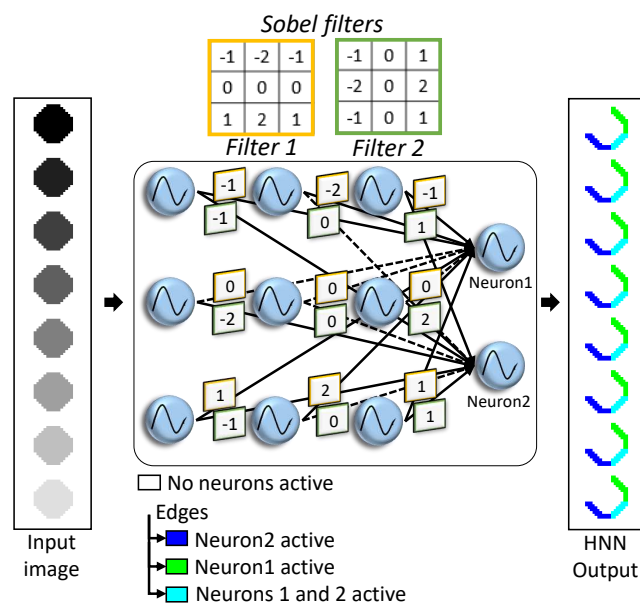 Sobel filters
-1 -2 -1
0 0 0
1 2 1
-1 0 1
-2 0 2
-1 0 1
Filter 1
Filter 2
-1 -2 -1
-1 0 1
Neuron1
0 0 0
-2 0 2
Neuron2
1 2 1
-1 0 1
No neurons active
Edges
Neuron2 active
Neuron1 active
Neurons 1 and 2 active
Input
image
HNN
Output